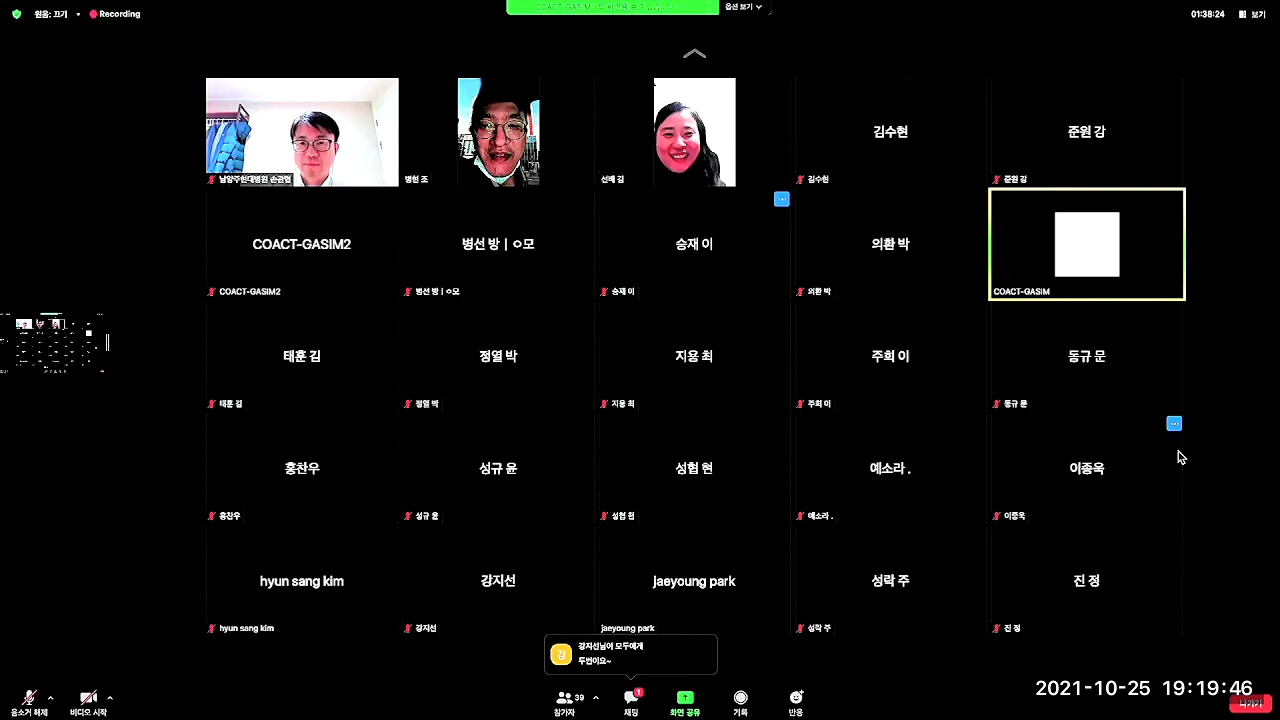 원음: 끄기
Recording
옵션 보기
01:38:24
보기
남양주현대병원 손관협
병헌 조
선배 김
김수현
김수현
준원 강
준원 강
COACT-GASIM2
COACT-GASIM2
병선 방 | ㅇ모
병선 방 | ㅇ모
승재 이
승재 이
의환 박
의환 박
COACT-GASIM
태훈 김
태훈 김
정열 박
정열 박
지용 최
지용 최
주희 이
주희 이
동규 문
동규 문
홍찬우
홍찬우
성규 윤
성규 윤
성험 현
성험 현
예소라 .
예소라 .
이종욱
이종욱
hyun sang kim
hyun sang kim
강지선
강지선
jaeyoung park
jaeyoung park
성락 주
성락 주
진 정
진 정
강
강지선님이 모두에게
두번이요~
2021-10-25 19:19:46
음소거 해제
비디오 시작
39
참가자
1
채팅
화면 공유
기록
반응
나가기